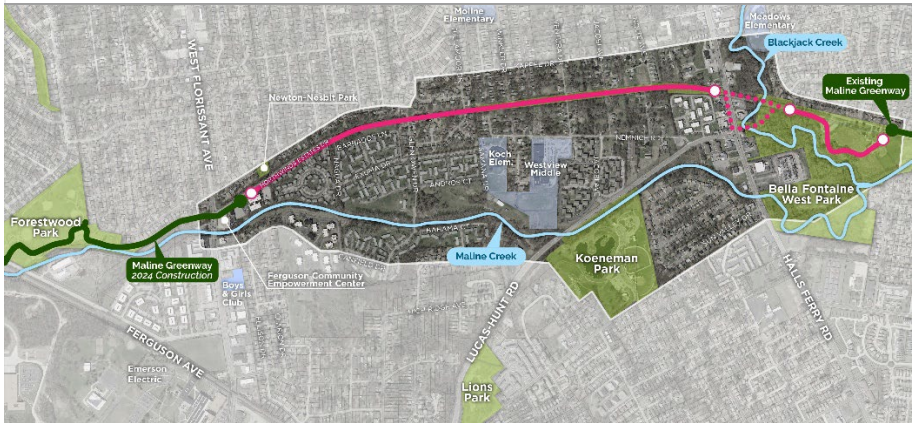 Moline
Elementary
Meadows
Elementary
Blackjack Creek
WEST FLORISSANT AVE
Existing
Maline Greenway
Newton-Nesbit Park
Koch
Elem.
Westview
Middle
Bella Fontaine
West Park
Forestwood
Park
Maline Greenway
2024 Construction
Ferguson Community
Empowerment Center
Maline Creek
Koeneman
Park
Boys
& Girls
Club
LUCAS-HUNT RD
HALLS FERRY RD
FERGUSON AVE
Emerson
Electric
Lions
Park